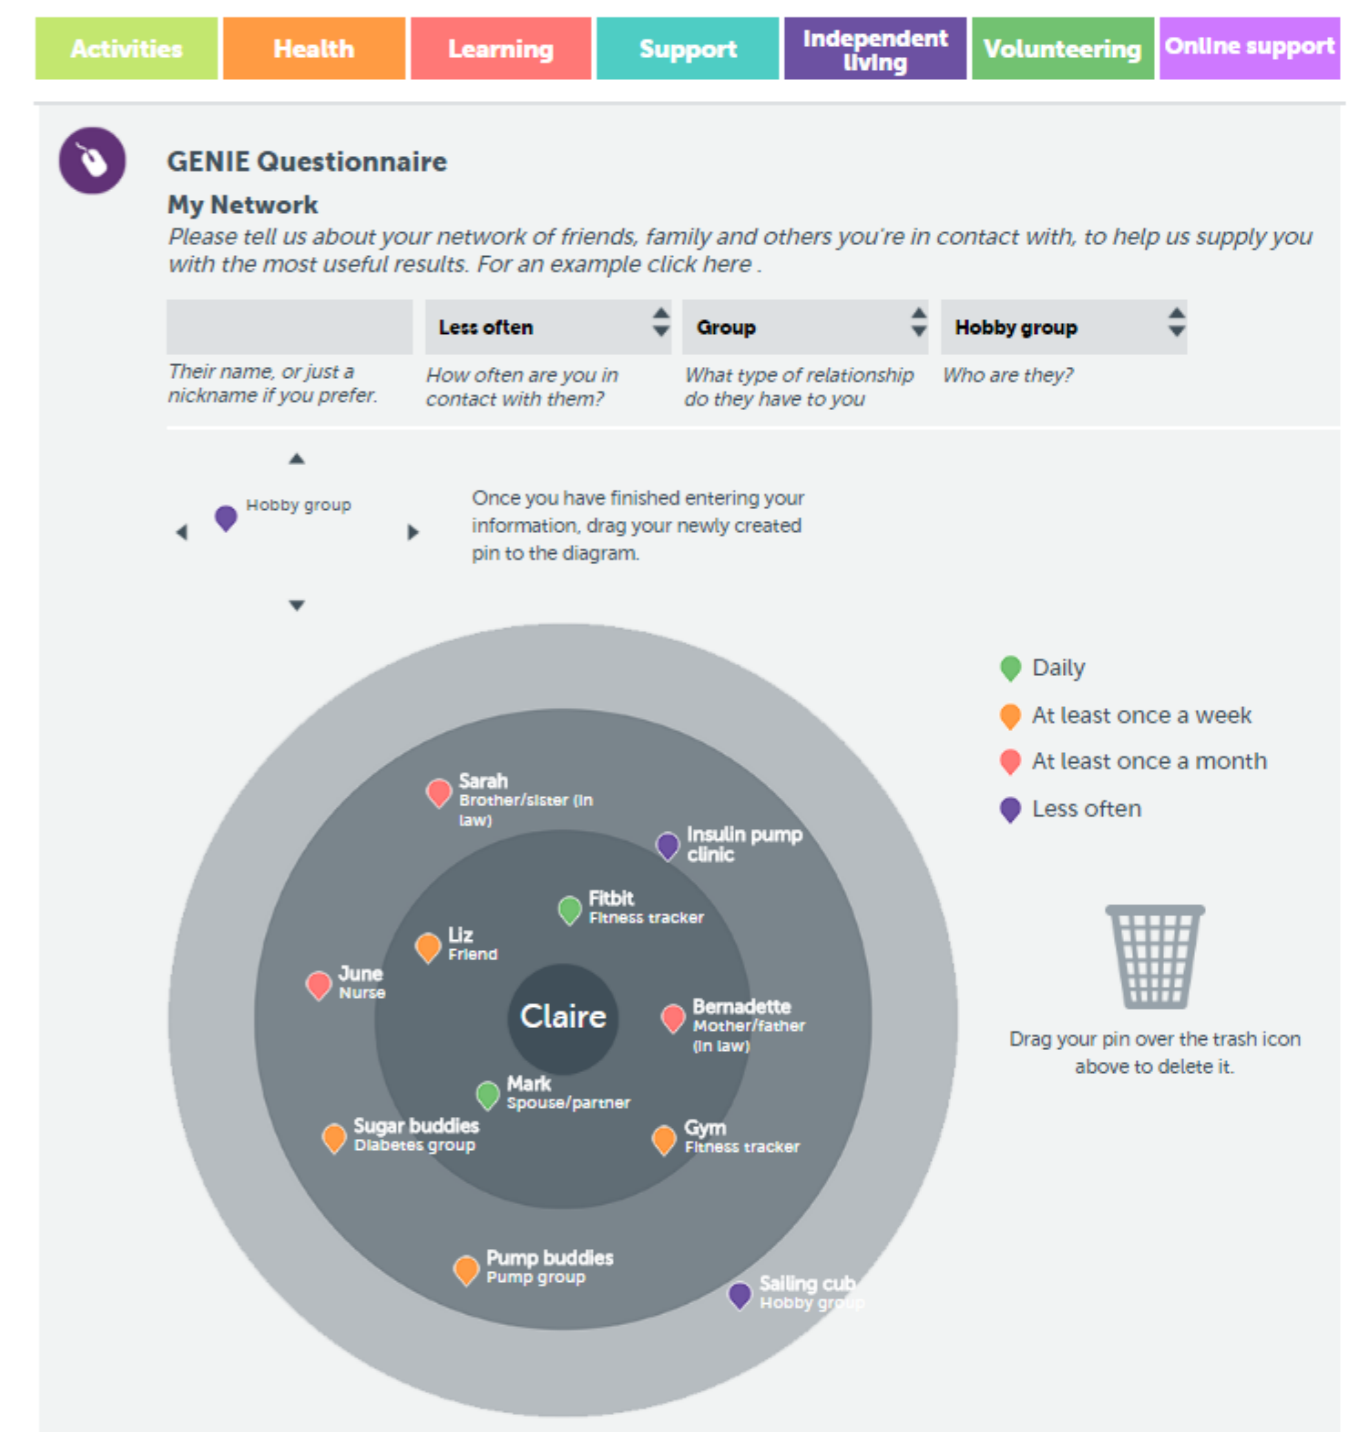 Activities
Health
Learning
Support
Independent
living
Volunteering
Online support
GENIE Questionnaire
My Network
Please tell us about your network of friends, family and others you're in contact with, to help us supply you
with the most useful results. For an example click here .
Less often
Group
Hobby group
Their name, or just a
nickname if you prefer.
How often are you in
contact with them?
What type of relationship
do they have to you
Who are they?
Hobby group
Once you have finished entering your
information, drag your newly created
pin to the diagram.
Daily
At least once a week
At least once a month
Less often
Sarah
Brother/sister (in
law)
Insulin pump
clinic
Fitbit
Fitness tracker
Liz
Friend
June
Nurse
Claire
Bernadette
Mother/father
(in law)
Drag your pin over the trash icon
above to delete it.
Mark
Spouse/partner
Sugar buddies
Diabetes group
Gym
Fitness tracker
Pump buddies
Pump group
Sailing cub
Hobby group